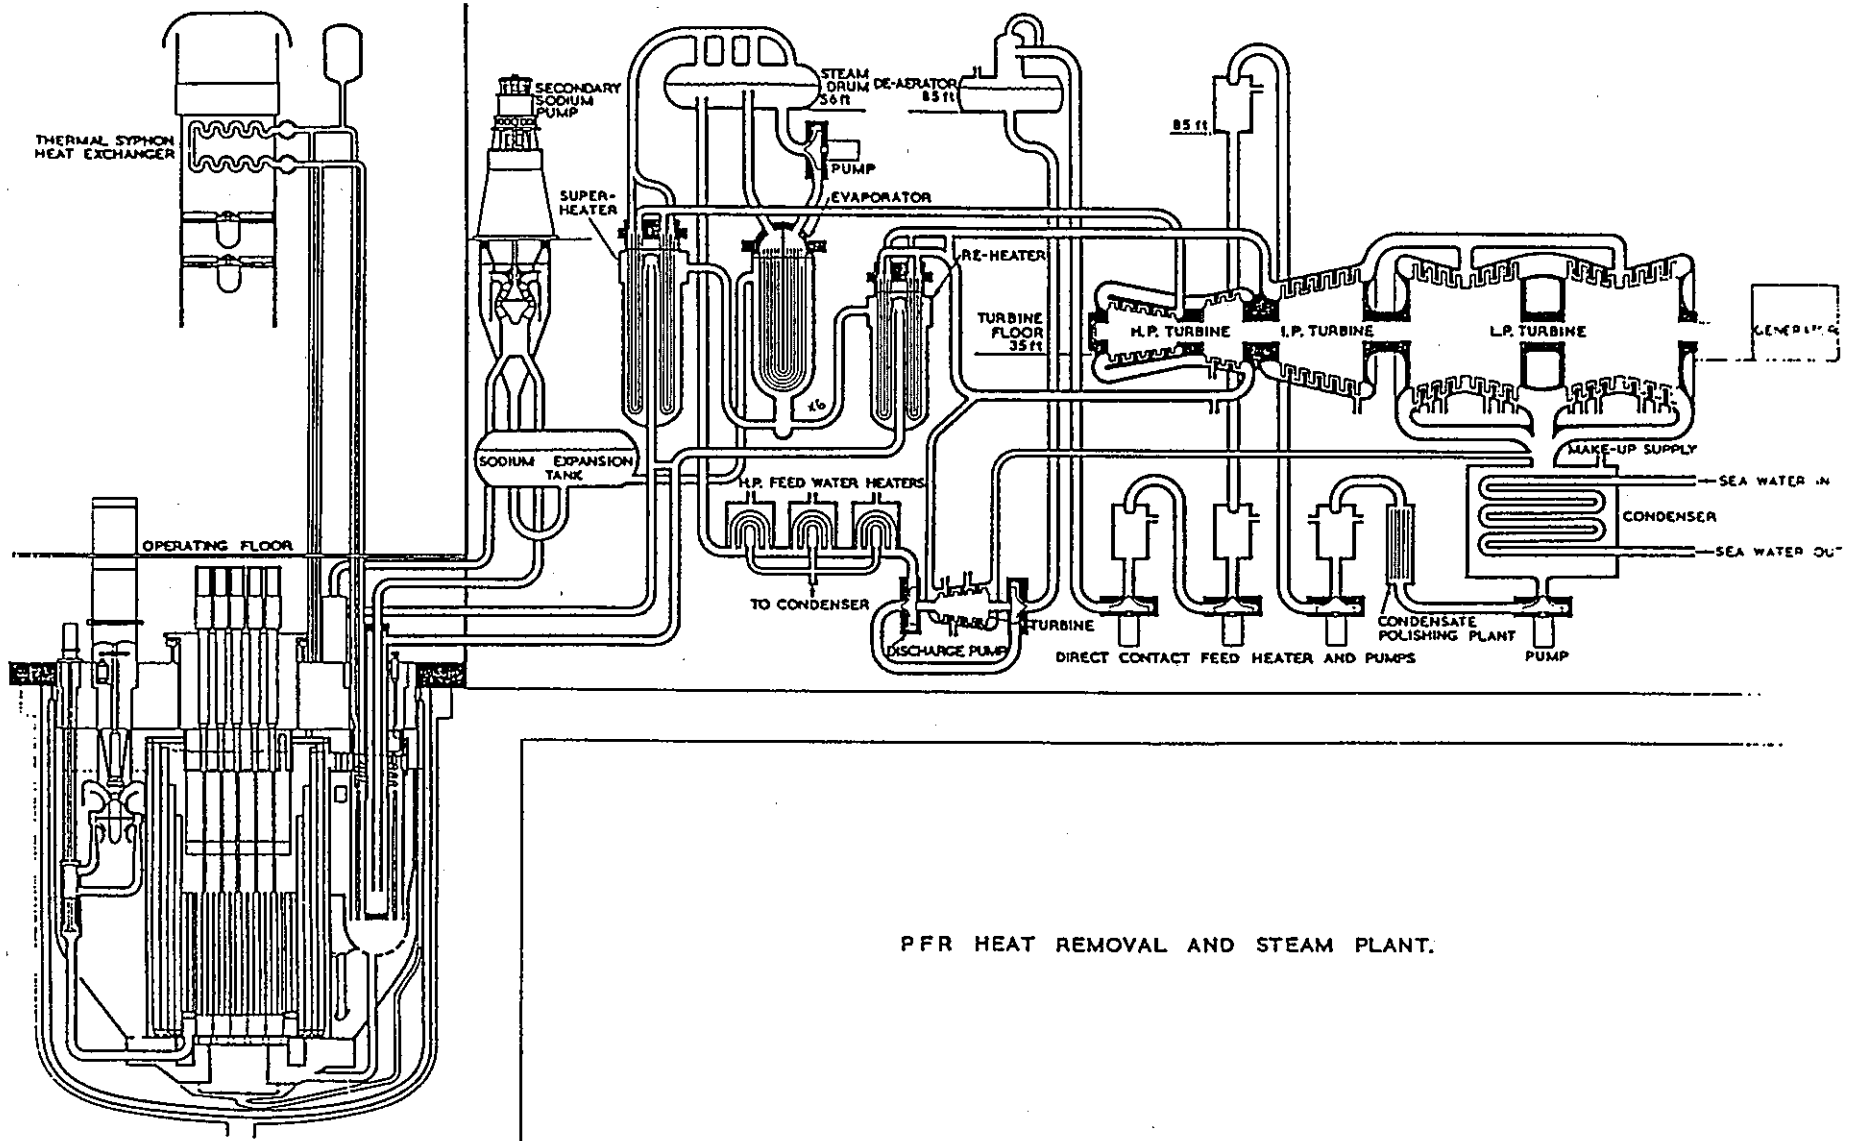 SECONDARY
SODIUM
PUMP
STEAM
DRUM
56 ft
DE-AERATOR
85 ft
85 ft
THERMAL SYPHON
HEAT EXCHANGER
PUMP
SUPER-
HEATER
EVAPORATOR
RE-HEATER
TURBINE
FLOOR
35 ft
H.P. TURBINE
I.P. TURBINE
L.P. TURBINE
X6
SODIUM EXPANSION
TANK
H.P. FEED WATER HEATERS
MAKE-UP SUPPLY
SEA WATER IN
CONDENSER
SEA WATER OUT
OPERATING FLOOR
TO CONDENSER
DISCHARGE PUMP
TURBINE
DIRECT CONTACT FEED HEATER AND PUMPS
CONDENSATE
POLISHING PLANT
PUMP
PFR HEAT REMOVAL AND STEAM PLANT.